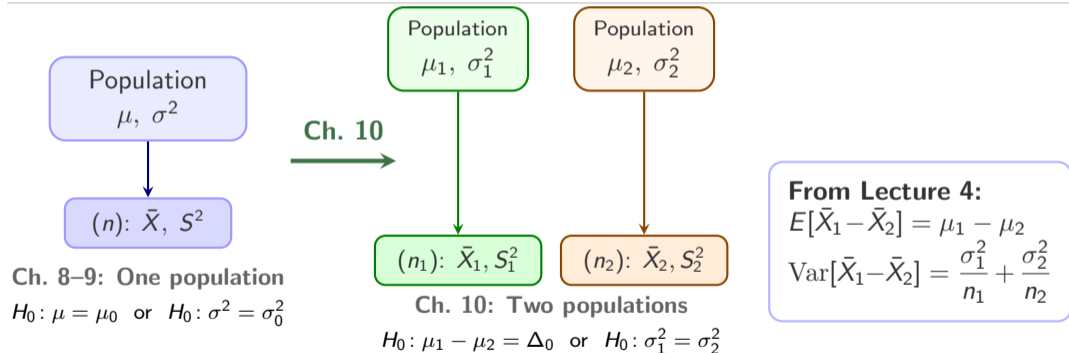 Population
μ, σ²
(n): X̄, S²
Ch. 8–9: One population
H₀: μ = μ₀ or H₀: σ² = σ₀²
Ch. 10
Population
μ₁, σ₁²
Population
μ₂, σ₂²
(n₁): X̄₁, S₁²
(n₂): X̄₂, S₂²
Ch. 10: Two populations
H₀: μ₁ − μ₂ = Δ₀ or H₀: σ₁² = σ₂²
From Lecture 4:
E[X̄₁−X̄₂] = μ₁ − μ₂
Var[X̄₁−X̄₂] = σ₁²/n₁ + σ₂²/n₂